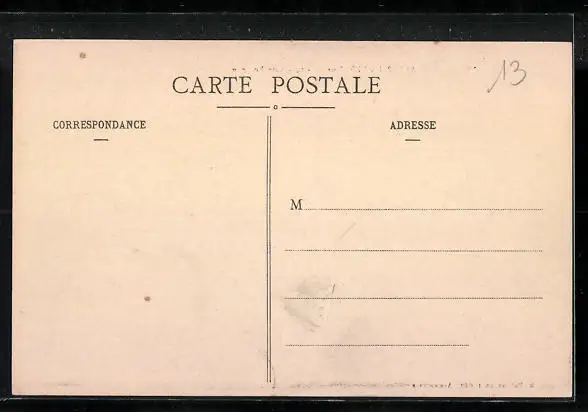 13
CARTE POSTALE
CORRESPONDANCE
ADRESSE
M